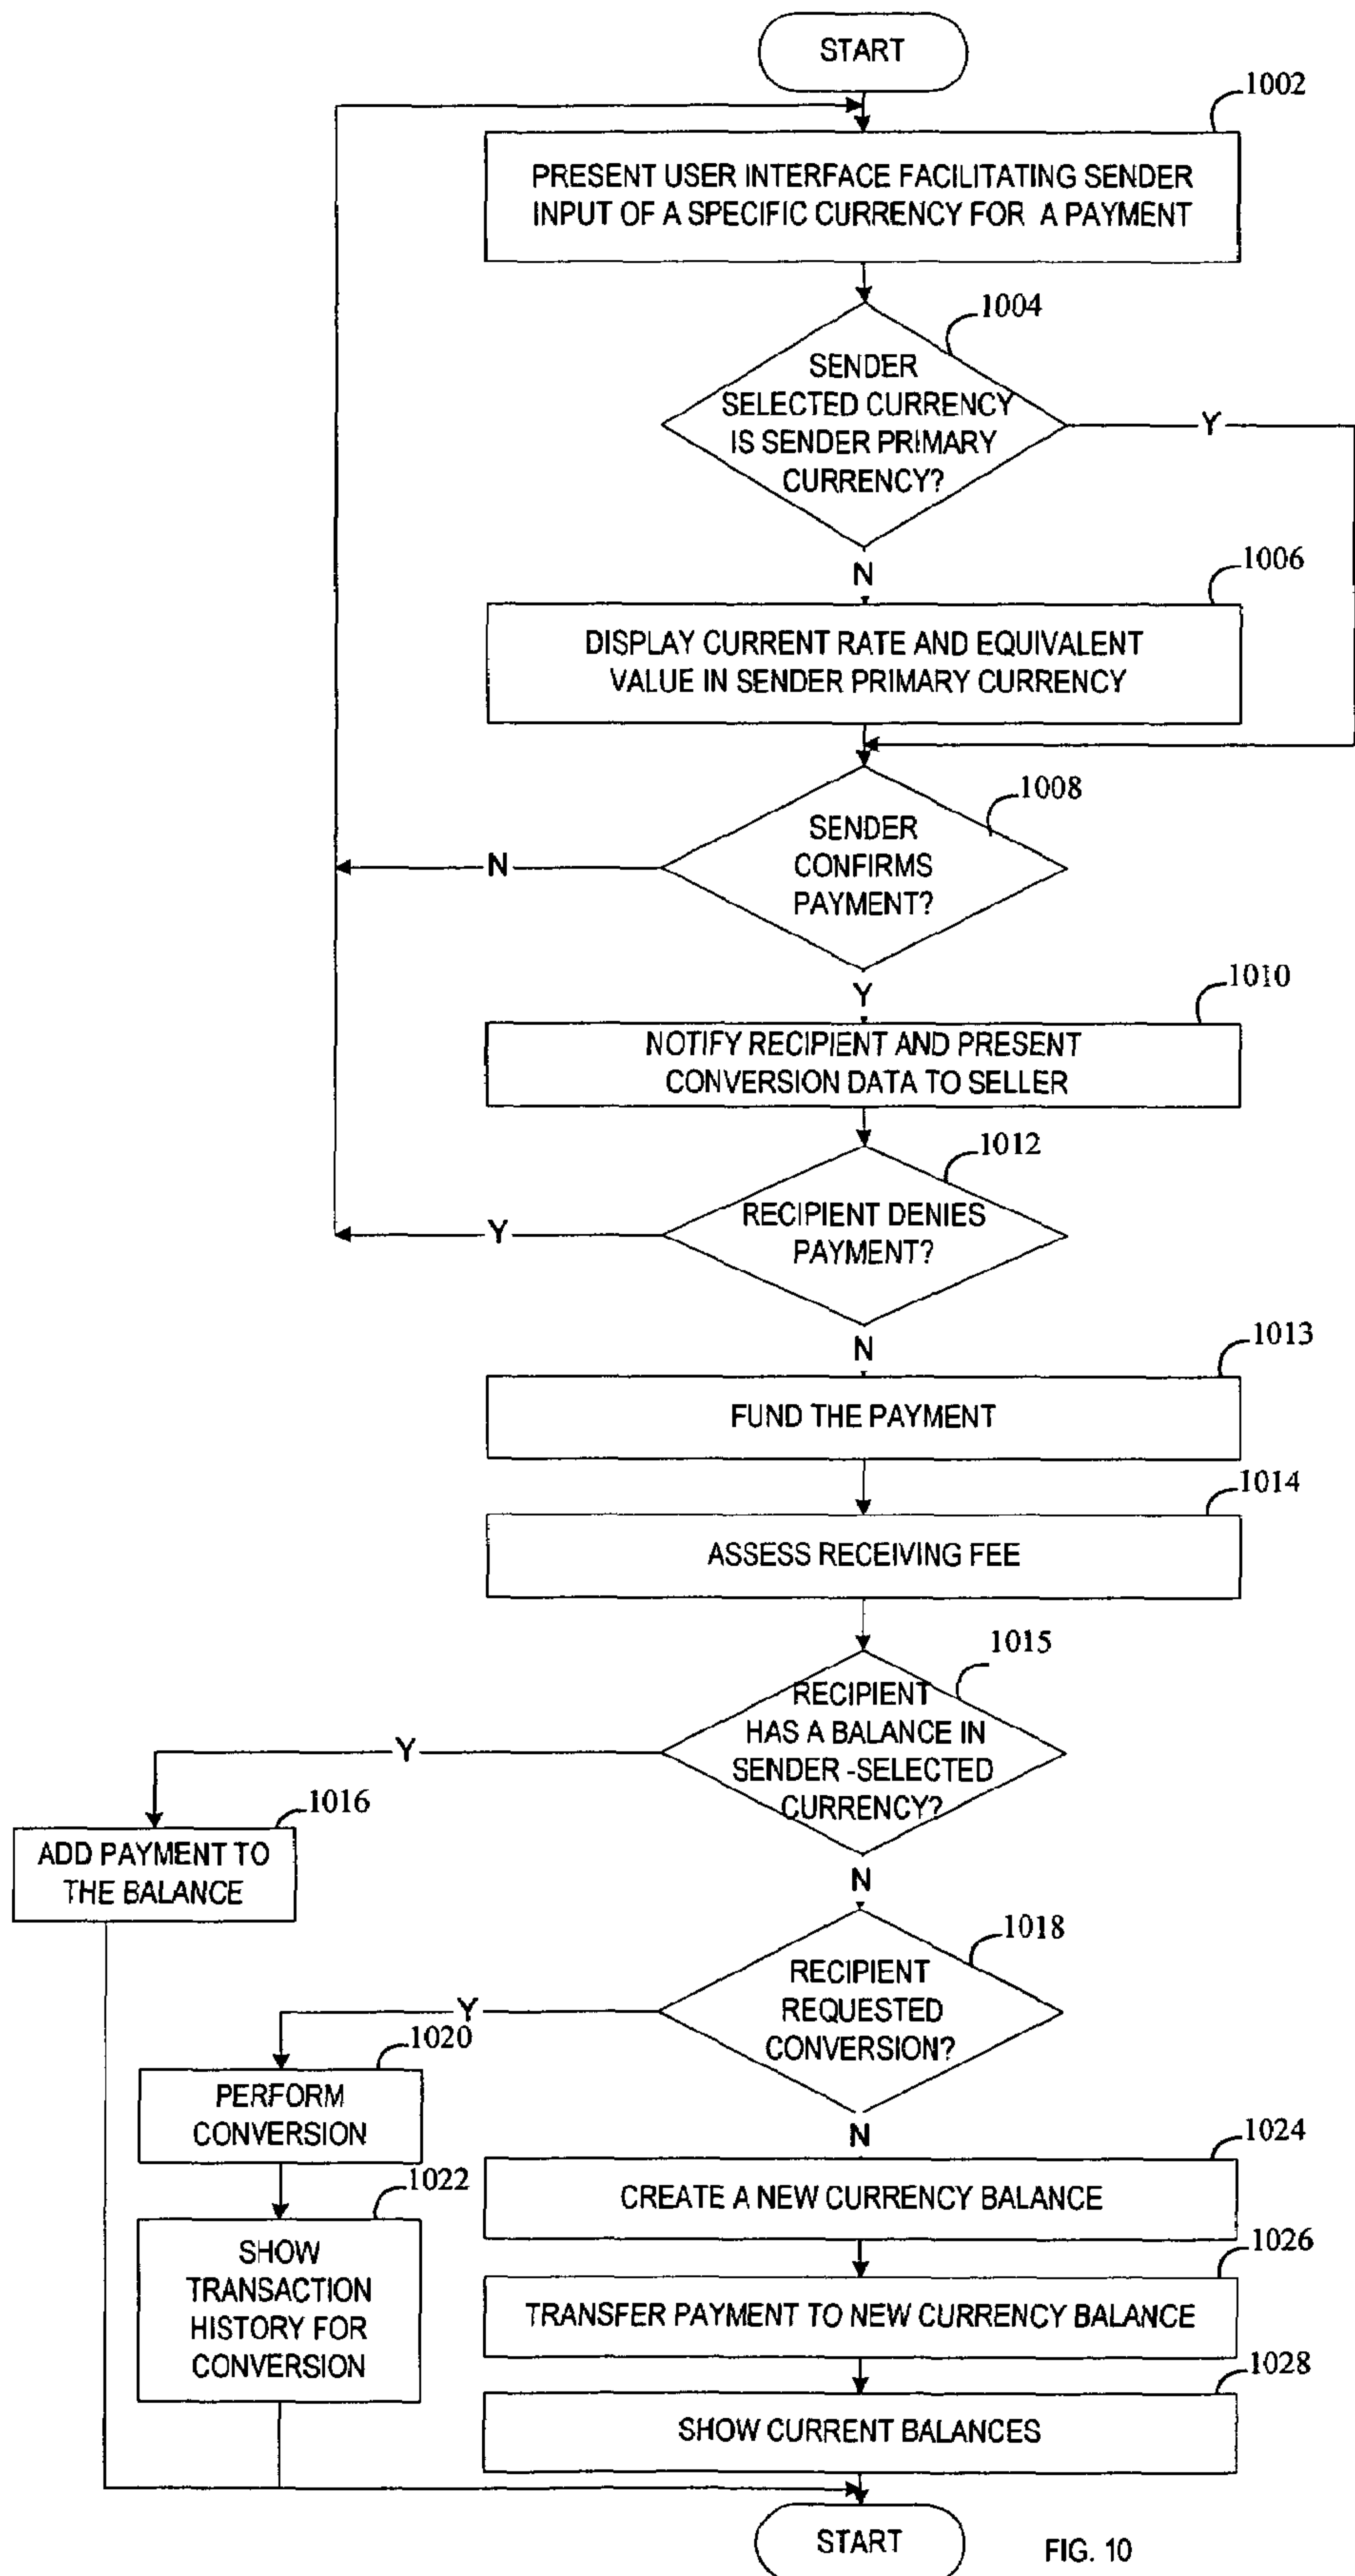 START
1002
PRESENT USER INTERFACE FACILITATING SENDER
INPUT OF A SPECIFIC CURRENCY FOR A PAYMENT
1004
SENDER
SELECTED CURRENCY
IS SENDER PRIMARY
CURRENCY?
Y
N
1006
DISPLAY CURRENT RATE AND EQUIVALENT
VALUE IN SENDER PRIMARY CURRENCY
1008
SENDER
CONFIRMS
PAYMENT?
N
Y
1010
NOTIFY RECIPIENT AND PRESENT
CONVERSION DATA TO SELLER
1012
RECIPIENT DENIES
PAYMENT?
Y
N
1013
FUND THE PAYMENT
1014
ASSESS RECEIVING FEE
1015
RECIPIENT
HAS A BALANCE IN
SENDER -SELECTED
CURRENCY?
Y
1016
ADD PAYMENT TO
THE BALANCE
N
1018
RECIPIENT
REQUESTED
CONVERSION?
Y
1020
PERFORM
CONVERSION
N
1024
CREATE A NEW CURRENCY BALANCE
1022
SHOW
TRANSACTION
HISTORY FOR
CONVERSION
1026
TRANSFER PAYMENT TO NEW CURRENCY BALANCE
1028
SHOW CURRENT BALANCES
START
FIG. 10